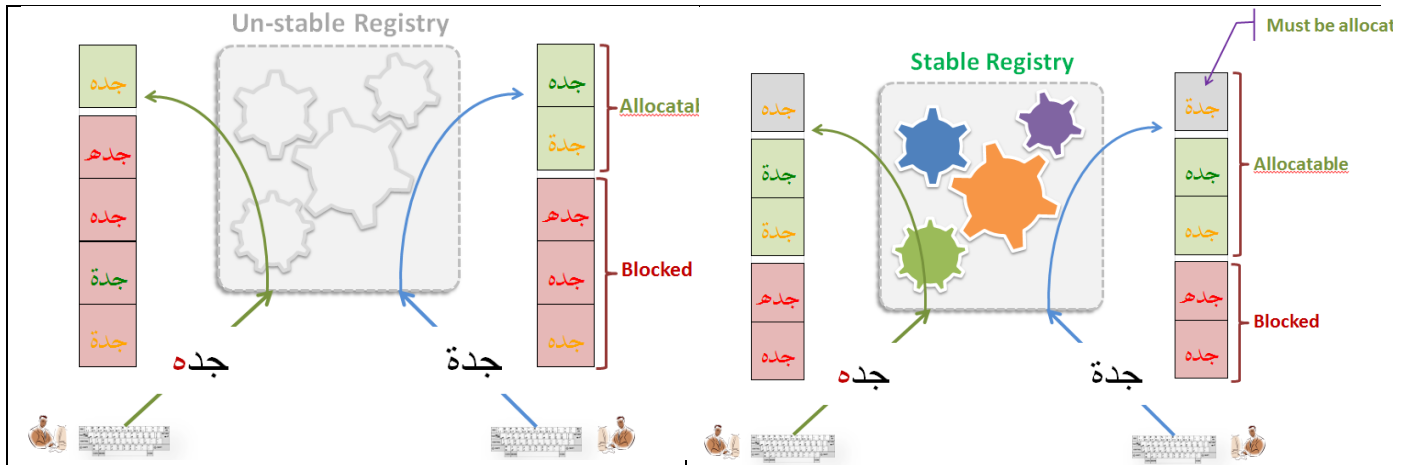 Un-stable Registry
جده
جدھ
جده
جدة
جدة
جده
جدة
جدھ
جده
جده
Allocatal
Blocked
جده
جدة
Stable Registry
Must be allocat
جده
جدة
جدة
جدھ
جده
جدة
جده
جده
جدھ
جده
Allocatable
Blocked
جده
جدة